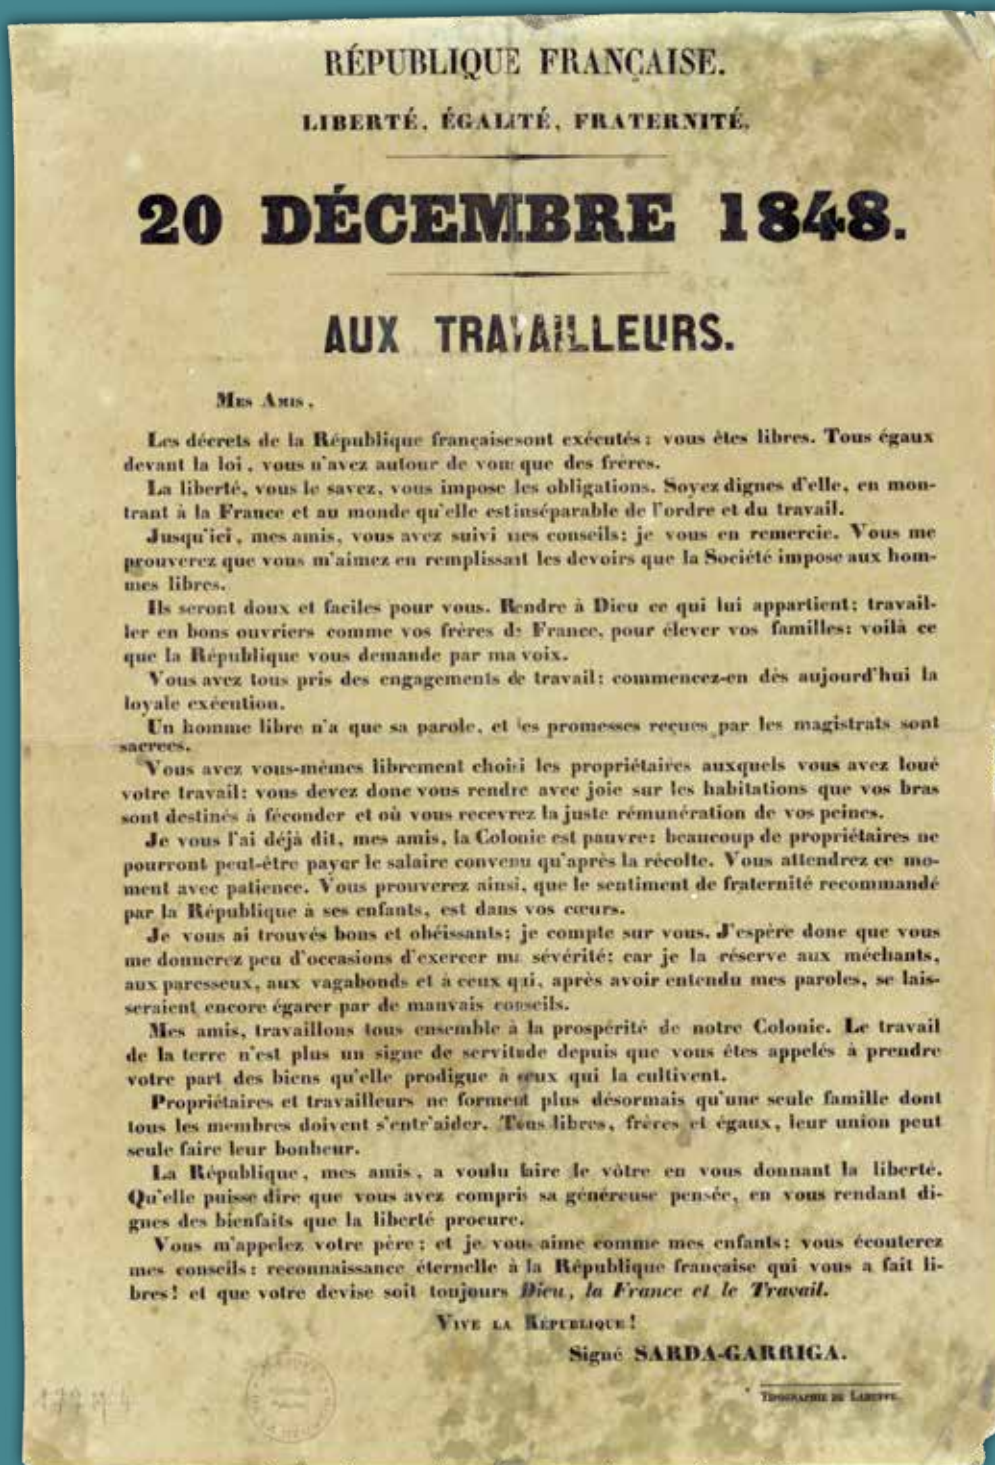 RÉPUBLIQUE FRANÇAISE.
LIBERTÉ, ÉGALITÉ, FRATERNITÉ,
20 DÉCEMBRE 1848.
AUX TRAVAILLEURS.
MES AMIS,
Les décrets de la République françaisesont exécutés : vous êtes libres. Tous égaux
devant la loi, vous n'avez autour de vous que des frères.
La liberté, vous le savez, vous impose les obligations. Soyez dignes d'elle, en mon-
trant à la France et au monde qu'elle est inséparable de l'ordre et du travail.
Jusqu'ici, mes amis, vous avez suivi mes conseils; je vous en remercie. Vous me
prouverez que vous m'aimez en remplissant les devoirs que la Société impose aux hom-
mes libres.
Ils seront doux et faciles pour vous. Rendre à Dieu ce qui lui appartient; travail-
ler en bons ouvriers comme vos frères de France, pour élever vos familles: voilà ce
que la République vous demande par ma voix.
Vous avez tous pris des engagements de travail: commencez-en dès aujourd'hui la
loyale exécution.
Un homme libre n'a que sa parole, et les promesses reçues par les magistrats sont
sacrees.
Vous avez vous-mêmes librement choisi les propriétaires auxquels vous avez loué
votre travail: vous devez donc vous rendre avec joie sur les habitations que vos bras
sont destinés à féconder et où vous recevrez la juste rémunération de vos peines.
Je vous l'ai déjà dit, mes amis, la Colonie est pauvre: beaucoup de propriétaires ne
pourront peut-être payer le salaire convenu qu'après la récolte. Vous attendrez ce mo-
ment avec patience. Vous prouverez ainsi, que le sentiment de fraternité recommandé
par la République à ses enfants, est dans vos cœurs.
Je vous ai trouvés bons et obéissants; je compte sur vous. J'espère donc que vous
me donnerez peu d'occasions d'exercer ma sévérité; car je la réserve aux méchants,
aux paresseux, aux vagabonds et à ceux qui, après avoir entendu mes paroles, se lais-
seraient encore égarer par de mauvais conseils.
Mes amis, travaillons tous ensemble à la prospérité de notre Colonie. Le travail
de la terre n'est plus un signe de servitude depuis que vous êtes appelés à prendre
votre part des biens qu'elle prodigue à ceux qui la cultivent.
Propriétaires et travailleurs ne forment plus désormais qu'une seule famille dont
tous les membres doivent s'entr'aider. Tous libres, frères et égaux, leur union peut
seule faire leur bonheur.
La République, mes amis, a voulu faire le vôtre en vous donnant la liberté.
Qu'elle puisse dire que vous avez compris sa généreuse pensée, en vous rendant di-
gnes des bienfaits que la liberté procure.
Vous m'appelez votre père; et je vous aime comme mes enfants; vous écouterez
mes conseils: reconnaissance éternelle à la République française qui vous a fait li-
bres! et que votre devise soit toujours Dieu, la France et le Travail.
VIVE LA RÉPUBLIQUE!
Signé SARDA-GARRIGA.
TYPOGRAPHIE DE